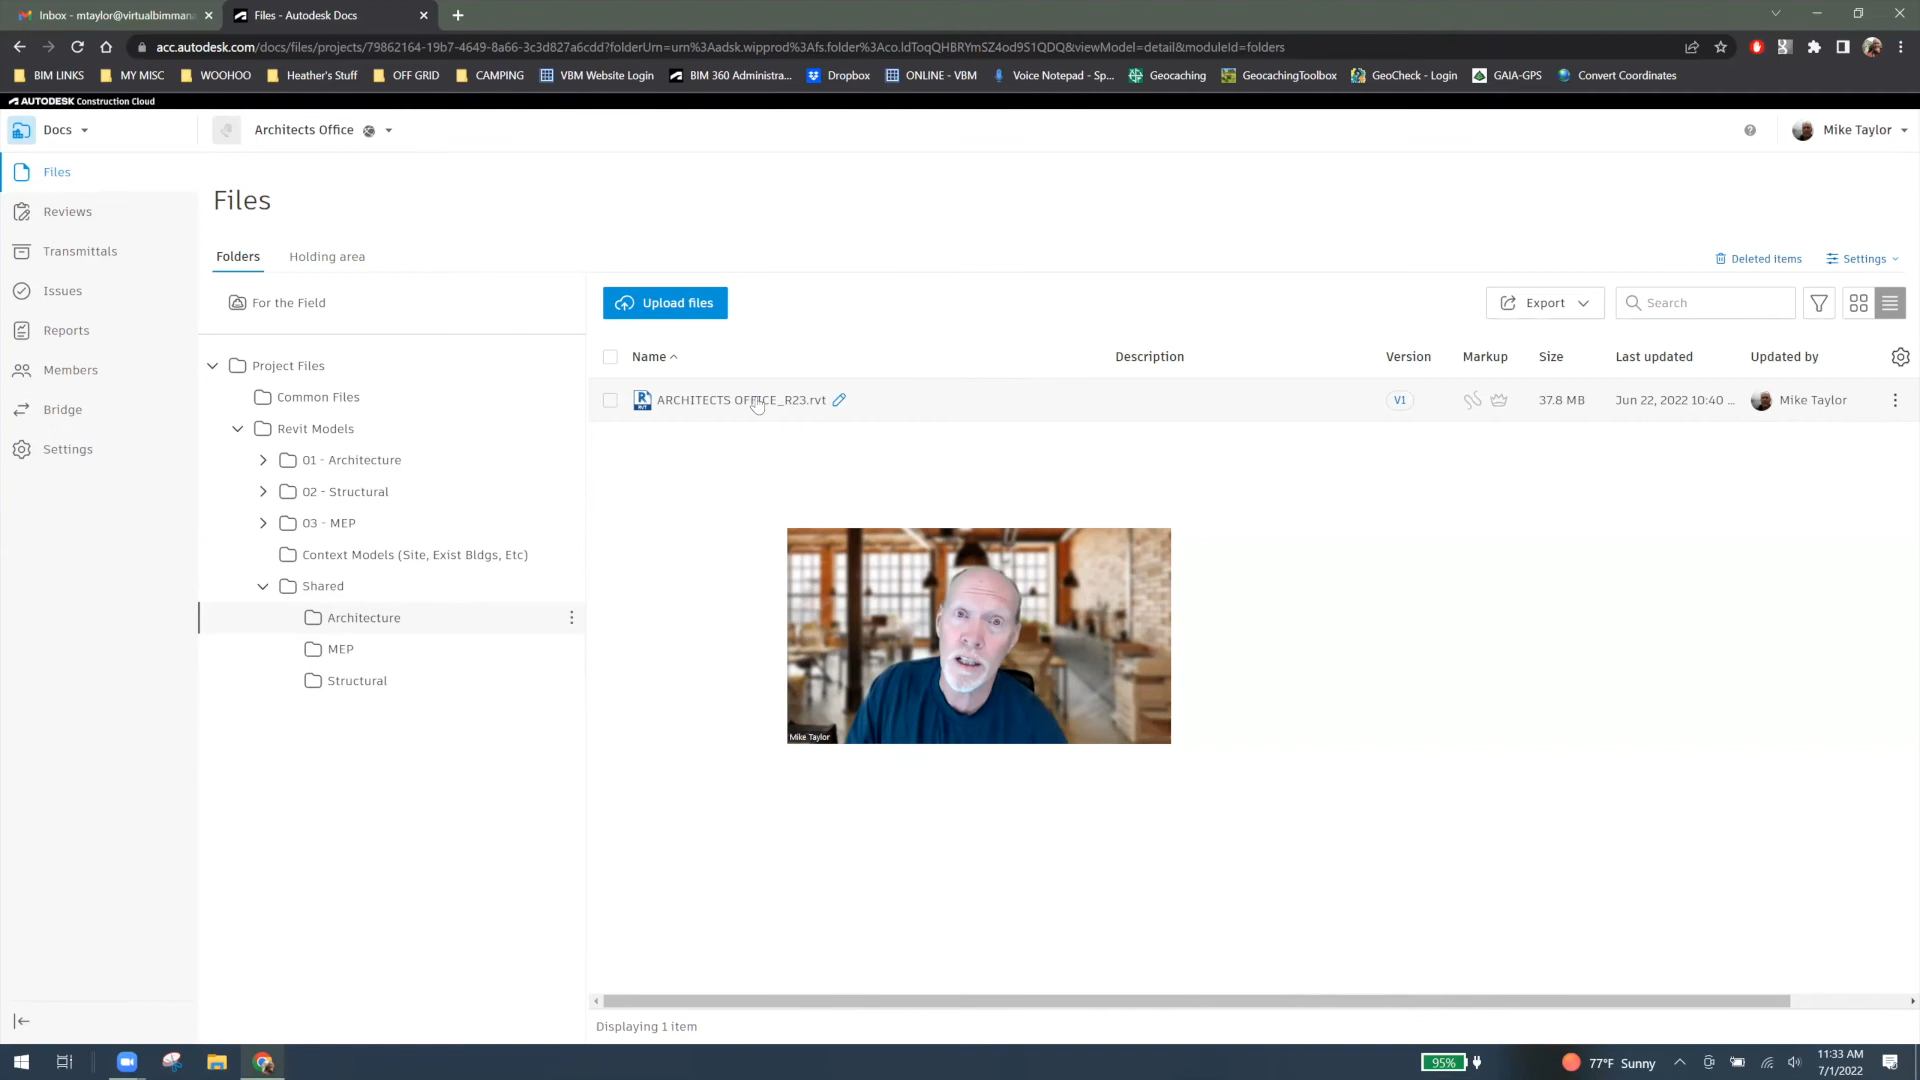 Inbox - mtaylor@virtualbimmana
Files - Autodesk Docs
acc.autodesk.com/docs/files/projects/79862164-19b7-4649-8a66-3c3d827a6cdd?folderUrn=urn%3Aadsk.wipprod%3Afs.folder%3Aco.ldToqQHBRYmSZ4od9S1QDQ&viewModel=detail&moduleId=folders
BIM LINKS MY MISC WOOHOO Heather's Stuff OFF GRID CAMPING VBM Website Login BIM 360 Administra... Dropbox ONLINE - VBM Voice Notepad - Sp... Geocaching GeocachingToolbox GeoCheck - Login GAIA-GPS Convert Coordinates
AUTODESK Construction Cloud
Docs Architects Office Mike Taylor
Files
Reviews
Transmittals
Issues
Reports
Members
Bridge
Settings
Files
Folders Holding area Deleted items Settings
For the Field
Upload files Export Search
Project Files
Common Files
Revit Models
01 - Architecture
02 - Structural
03 - MEP
Context Models (Site, Exist Bldgs, Etc)
Shared
Architecture
MEP
Structural
Name Description Version Markup Size Last updated Updated by
ARCHITECTS OFFICE_R23.rvt V1 37.8 MB Jun 22, 2022 10:40 ... Mike Taylor
Mike Taylor
Displaying 1 item
95% 77°F Sunny 11:33 AM
7/1/2022